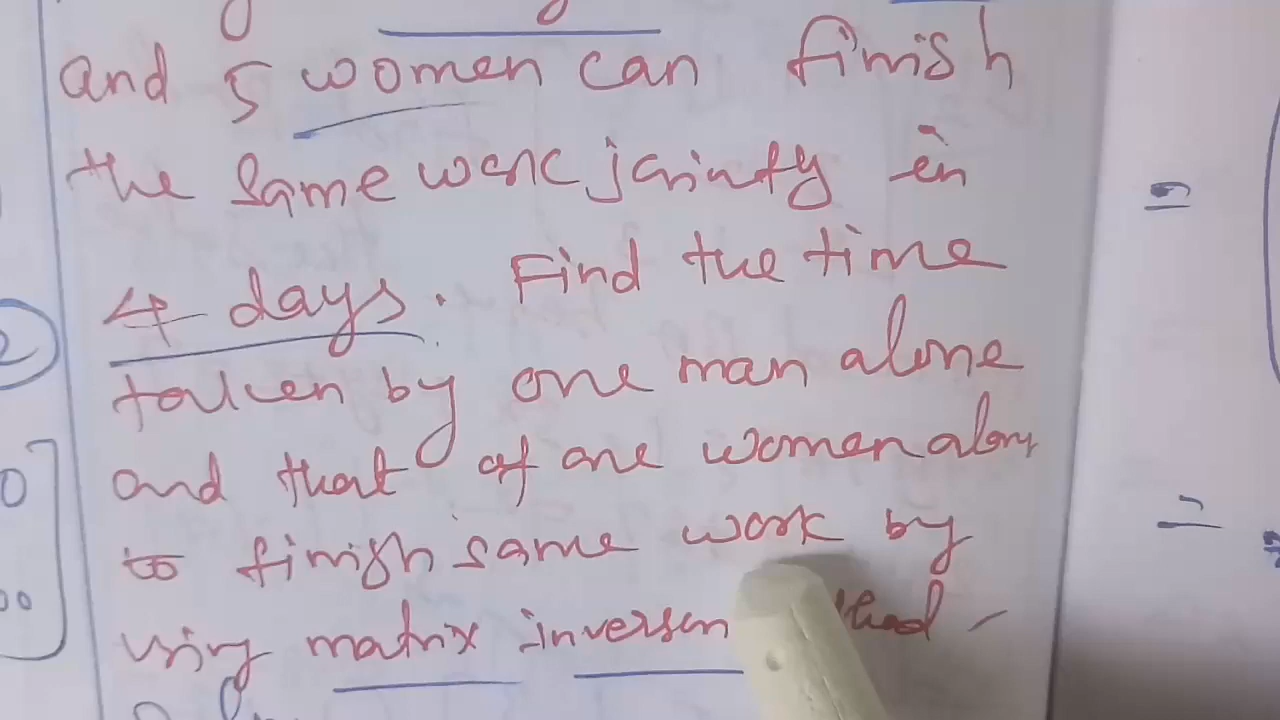 and 5 women can finish
the same work jointly in
4 days. Find the time
taken by one man alone
and that of one women alone
to finish same work by
using matrix inversion